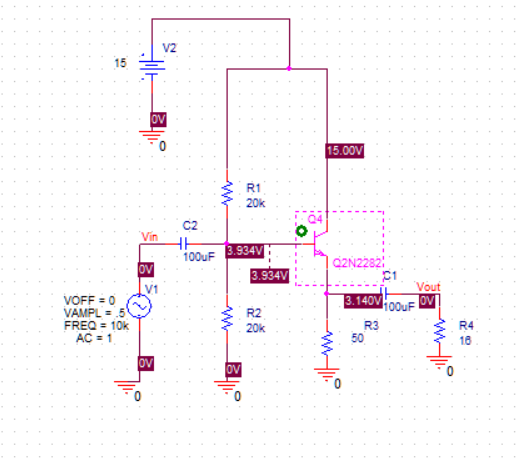 V2
15
0V
0
15.00V
R1
20k
Q4
C2
Vin
100uF
3.934V
Q2N2282
3.934V
0V
C1
Vout
V1
3.140V
100uF
0V
VOFF = 0
VAMPL = .5
FREQ = 10k
AC = 1
R2
20k
R3
50
R4
16
0V
0V
0
0
0
0